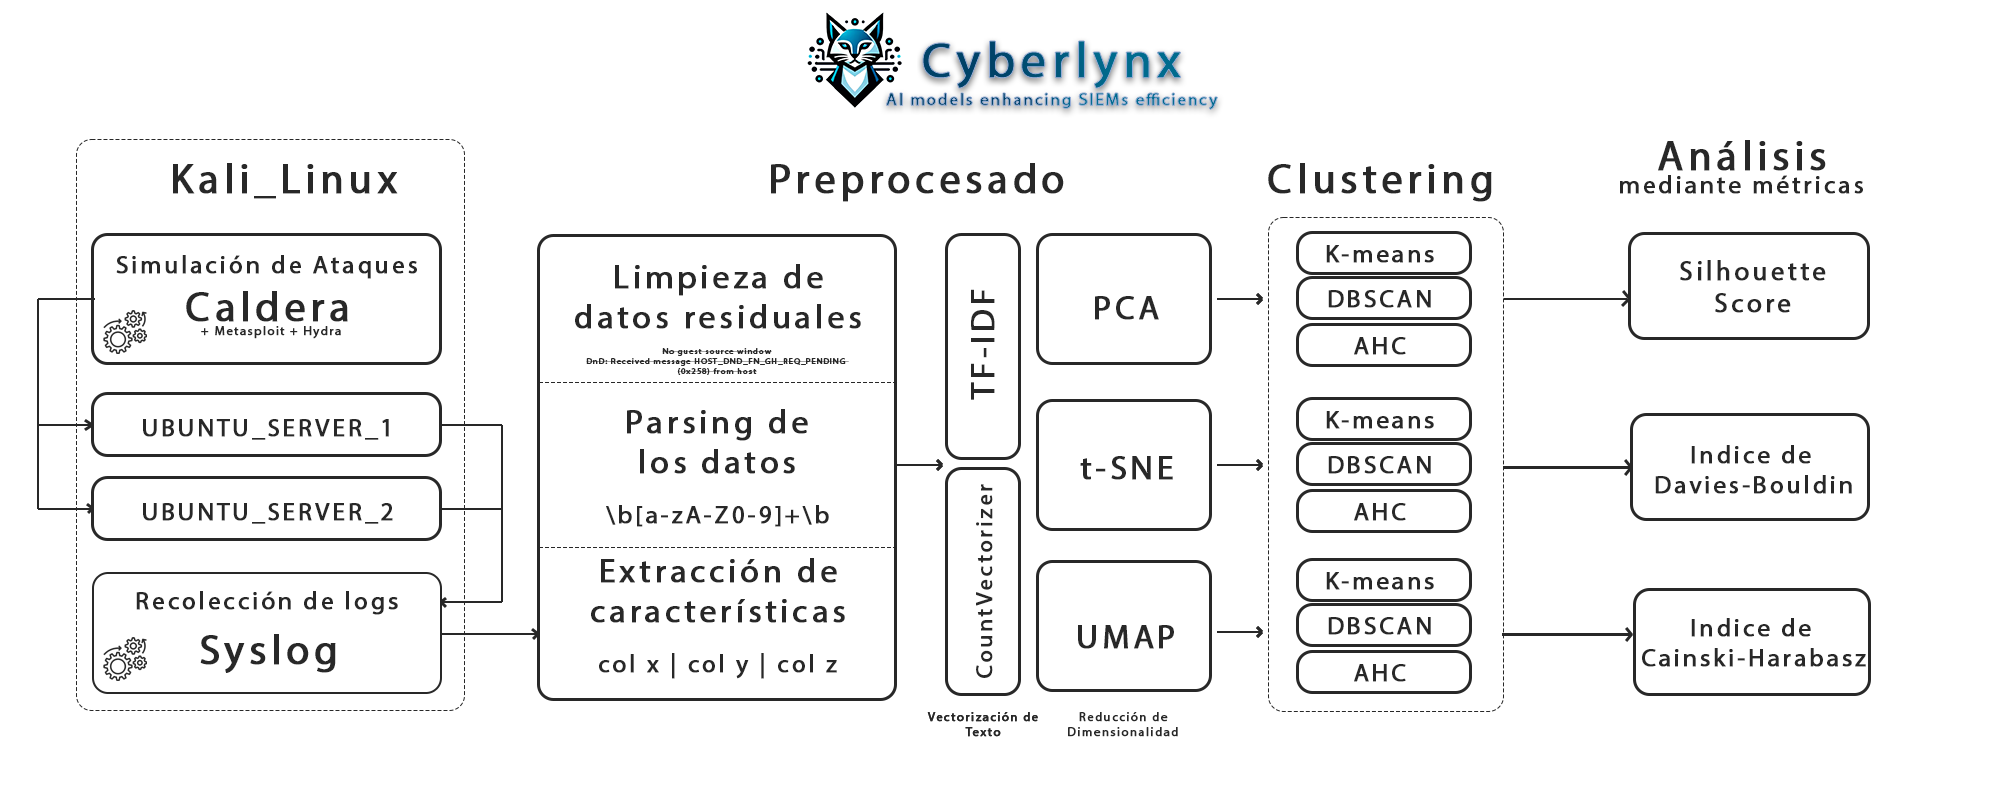 Cyberlynx
AI models enhancing SIEMs efficiency
Kali_Linux
Simulación de Ataques
Caldera
+ Metasploit + Hydra
UBUNTU_SERVER_1
UBUNTU_SERVER_2
Recolección de logs
Syslog
Preprocesado
Limpieza de
datos residuales
No guest source window
DnD: Received message HOST_DND_FN_GH_REQ_PENDING
(0x258) from host
Parsing de
los datos
\b[a-zA-Z0-9]+\b
Extracción de
características
col x | col y | col z
TF-IDF
CountVectorizer
Vectorización de
Texto
PCA
t-SNE
UMAP
Reducción de
Dimensionalidad
Clustering
K-means
DBSCAN
AHC
K-means
DBSCAN
AHC
K-means
DBSCAN
AHC
Análisis
mediante métricas
Silhouette
Score
Indice de
Davies-Bouldin
Indice de
Cainski-Harabasz